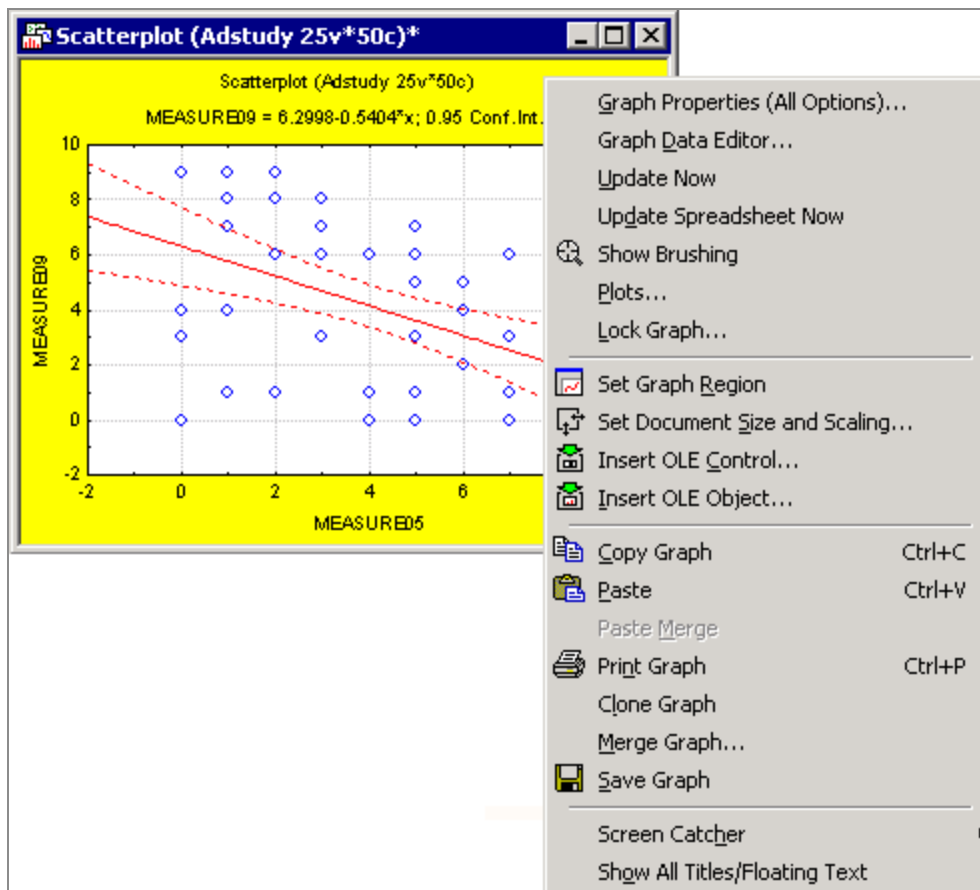 Scatterplot (Adstudy 25v*50c)*
Scatterplot (Adstudy 25v*50c)
MEASURE09 = 6.2998-0.5404*x; 0.95 Conf.Int.
10
8
6
4
2
0
-2
MEASURE09
-2 0 2 4 6
MEASURE05
Graph Properties (All Options)...
Graph Data Editor...
Update Now
Update Spreadsheet Now
Show Brushing
Plots...
Lock Graph...
Set Graph Region
Set Document Size and Scaling...
Insert OLE Control...
Insert OLE Object...
Copy Graph Ctrl+C
Paste Ctrl+V
Paste Merge
Print Graph Ctrl+P
Clone Graph
Merge Graph...
Save Graph
Screen Catcher
Show All Titles/Floating Text